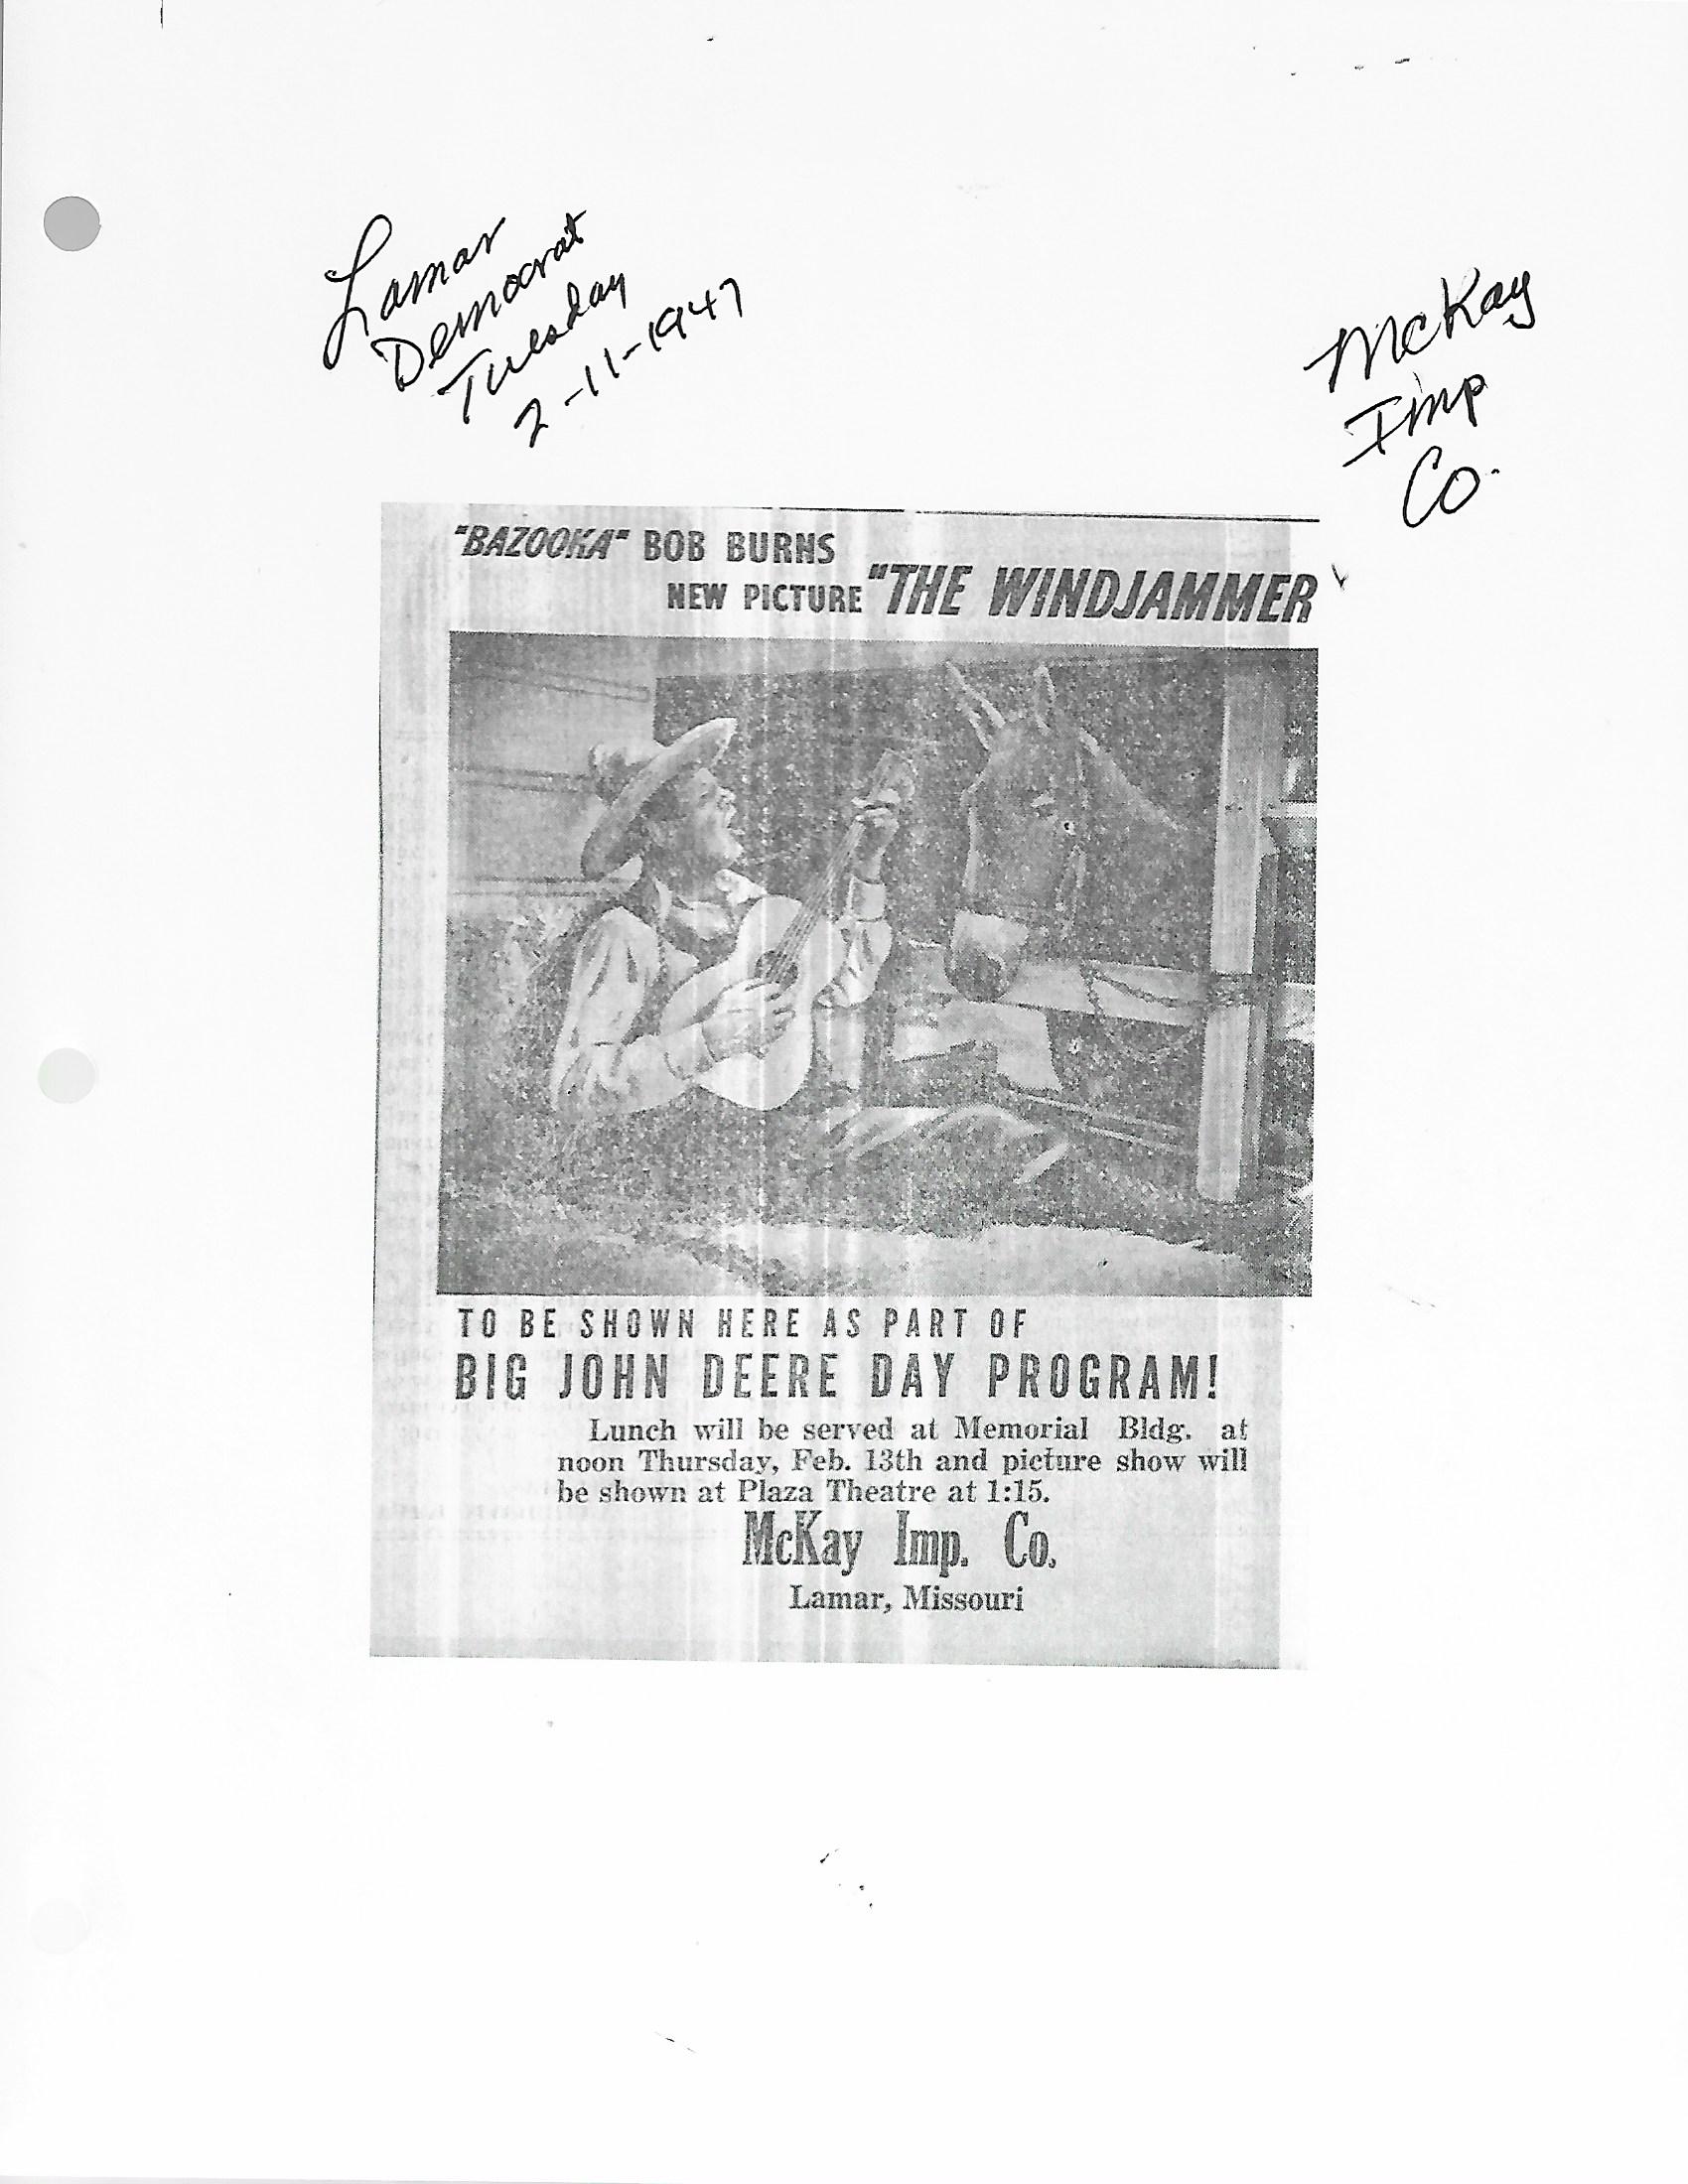 Lamar
Democrat
Tuesday
2-11-1947
McKay
Imp
Co.
"BAZOOKA" BOB BURNS
NEW PICTURE "THE WINDJAMMER
TO BE SHOWN HERE AS PART OF
BIG JOHN DEERE DAY PROGRAM!
Lunch will be served at Memorial Bldg. at
noon Thursday, Feb. 13th and picture show will
be shown at Plaza Theatre at 1:15.
McKay Imp. Co.
Lamar, Missouri